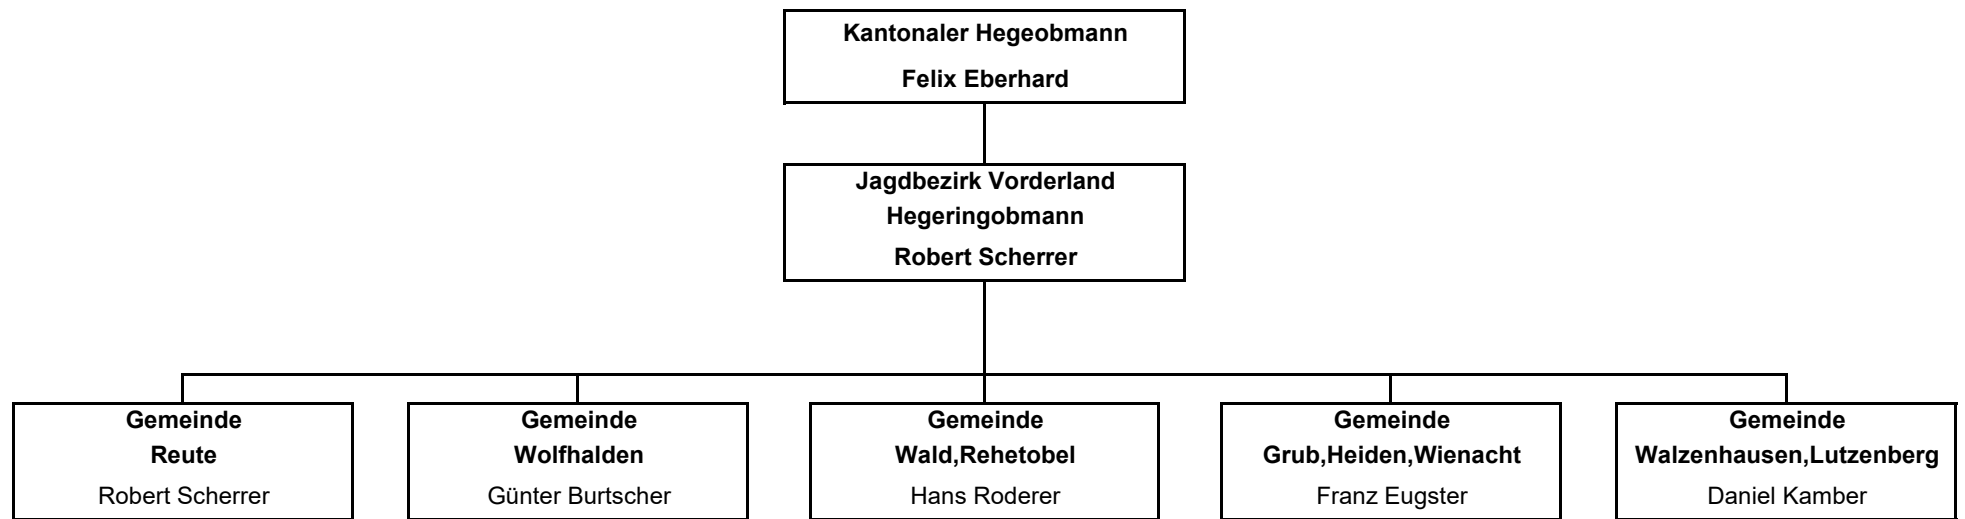 Kantonaler Hegeobmann
Felix Eberhard
Jagdbezirk Vorderland
Hegeringobmann
Robert Scherrer
Gemeinde
Reute
Robert Scherrer
Gemeinde
Wolfhalden
Günter Burtscher
Gemeinde
Wald,Rehetobel
Hans Roderer
Gemeinde
Grub,Heiden,Wienacht
Franz Eugster
Gemeinde
Walzenhausen,Lutzenberg
Daniel Kamber